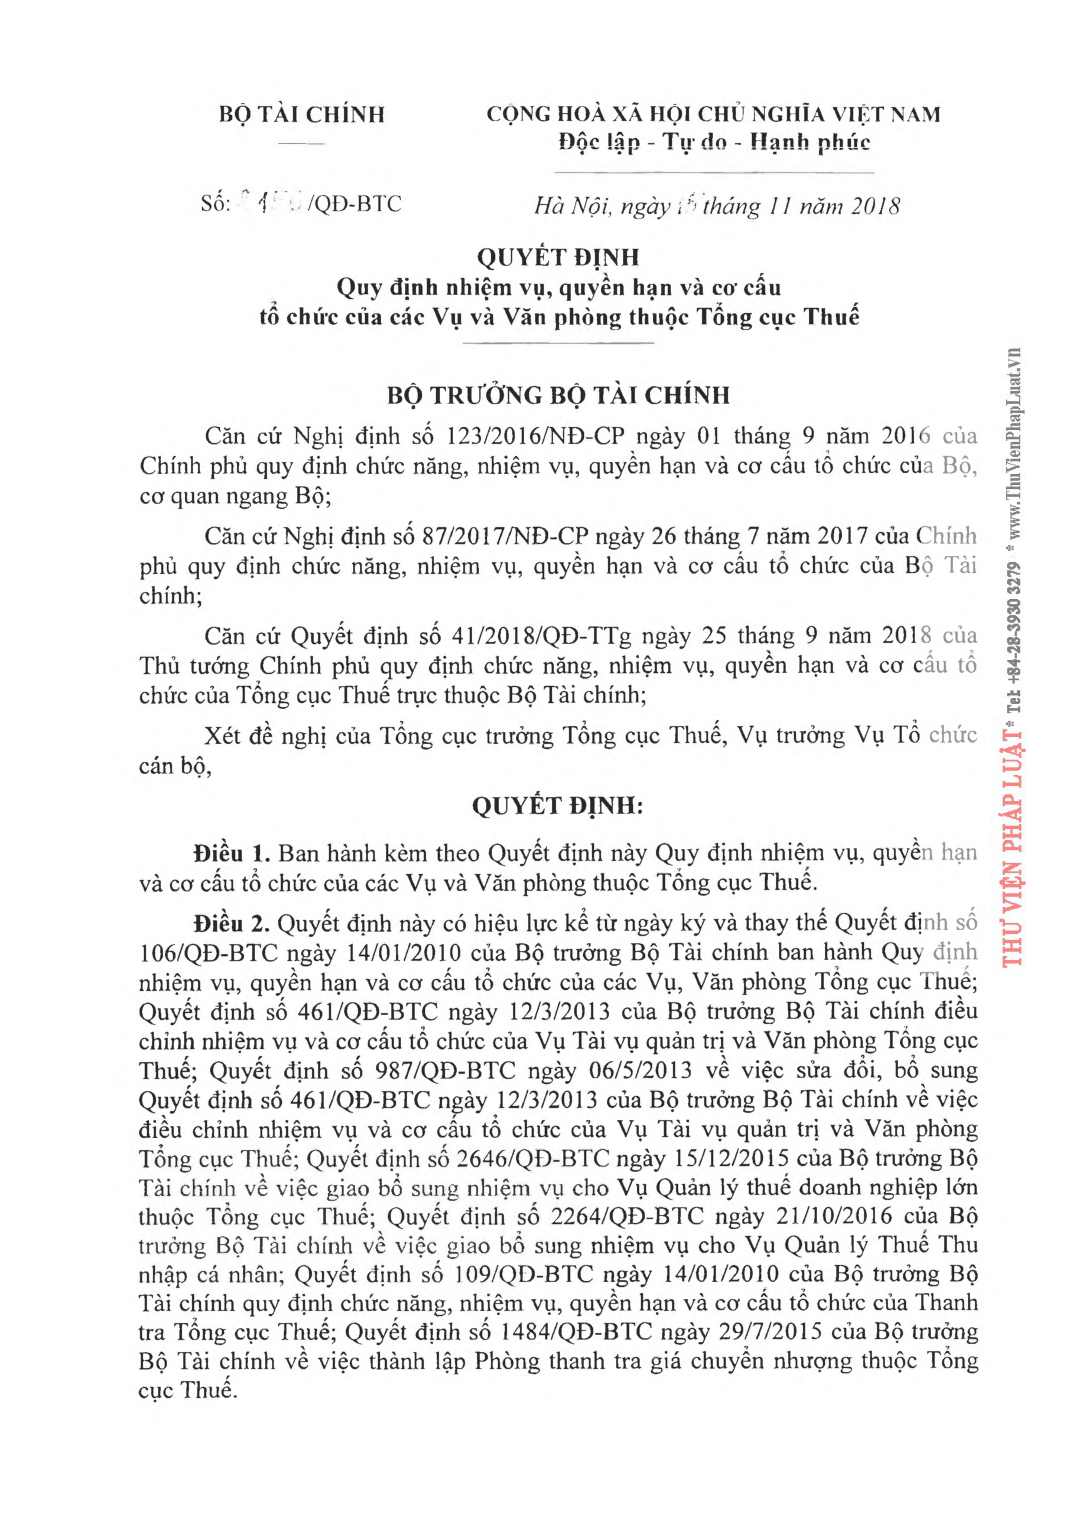 BỘ TÀI CHÍNH
CỘNG HOÀ XÃ HỘI CHỦ NGHĨA VIỆT NAM
Độc lập - Tự do - Hạnh phúc
Số: /QĐ-BTC
Hà Nội, ngày tháng 11 năm 2018
QUYẾT ĐỊNH
Quy định nhiệm vụ, quyền hạn và cơ cấu
tổ chức của các Vụ và Văn phòng thuộc Tổng cục Thuế
BỘ TRƯỞNG BỘ TÀI CHÍNH
Căn cứ Nghị định số 123/2016/NĐ-CP ngày 01 tháng 9 năm 2016 của
Chính phủ quy định chức năng, nhiệm vụ, quyền hạn và cơ cấu tổ chức của Bộ,
cơ quan ngang Bộ;
Căn cứ Nghị định số 87/2017/NĐ-CP ngày 26 tháng 7 năm 2017 của Chính
phủ quy định chức năng, nhiệm vụ, quyền hạn và cơ cấu tổ chức của Bộ Tài
chính;
Căn cứ Quyết định số 41/2018/QĐ-TTg ngày 25 tháng 9 năm 2018 của
Thủ tướng Chính phủ quy định chức năng, nhiệm vụ, quyền hạn và cơ cấu tổ
chức của Tổng cục Thuế trực thuộc Bộ Tài chính;
Xét đề nghị của Tổng cục trưởng Tổng cục Thuế, Vụ trưởng Vụ Tổ chức
cán bộ,
QUYẾT ĐỊNH:
Điều 1. Ban hành kèm theo Quyết định này Quy định nhiệm vụ, quyền hạn
và cơ cấu tổ chức của các Vụ và Văn phòng thuộc Tổng cục Thuế.
Điều 2. Quyết định này có hiệu lực kể từ ngày ký và thay thế Quyết định số
106/QĐ-BTC ngày 14/01/2010 của Bộ trưởng Bộ Tài chính ban hành Quy định
nhiệm vụ, quyền hạn và cơ cấu tổ chức của các Vụ, Văn phòng Tổng cục Thuế;
Quyết định số 461/QĐ-BTC ngày 12/3/2013 của Bộ trưởng Bộ Tài chính điều
chỉnh nhiệm vụ và cơ cấu tổ chức của Vụ Tài vụ quản trị và Văn phòng Tổng cục
Thuế; Quyết định số 987/QĐ-BTC ngày 06/5/2013 về việc sửa đổi, bổ sung
Quyết định số 461/QĐ-BTC ngày 12/3/2013 của Bộ trưởng Bộ Tài chính về việc
điều chỉnh nhiệm vụ và cơ cấu tổ chức của Vụ Tài vụ quản trị và Văn phòng
Tổng cục Thuế; Quyết định số 2646/QĐ-BTC ngày 15/12/2015 của Bộ trưởng Bộ
Tài chính về việc giao bổ sung nhiệm vụ cho Vụ Quản lý thuế doanh nghiệp lớn
thuộc Tổng cục Thuế; Quyết định số 2264/QĐ-BTC ngày 21/10/2016 của Bộ
trưởng Bộ Tài chính về việc giao bổ sung nhiệm vụ cho Vụ Quản lý Thuế Thu
nhập cá nhân; Quyết định số 109/QĐ-BTC ngày 14/01/2010 của Bộ trưởng Bộ
Tài chính quy định chức năng, nhiệm vụ, quyền hạn và cơ cấu tổ chức của Thanh
tra Tổng cục Thuế; Quyết định số 1484/QĐ-BTC ngày 29/7/2015 của Bộ trưởng
Bộ Tài chính về việc thành lập Phòng thanh tra giá chuyển nhượng thuộc Tổng
cục Thuế.
THƯ VIỆN PHÁP LUẬT * Tel: +84-28-3930 3279 * www.ThuVienPhapLuat.vn